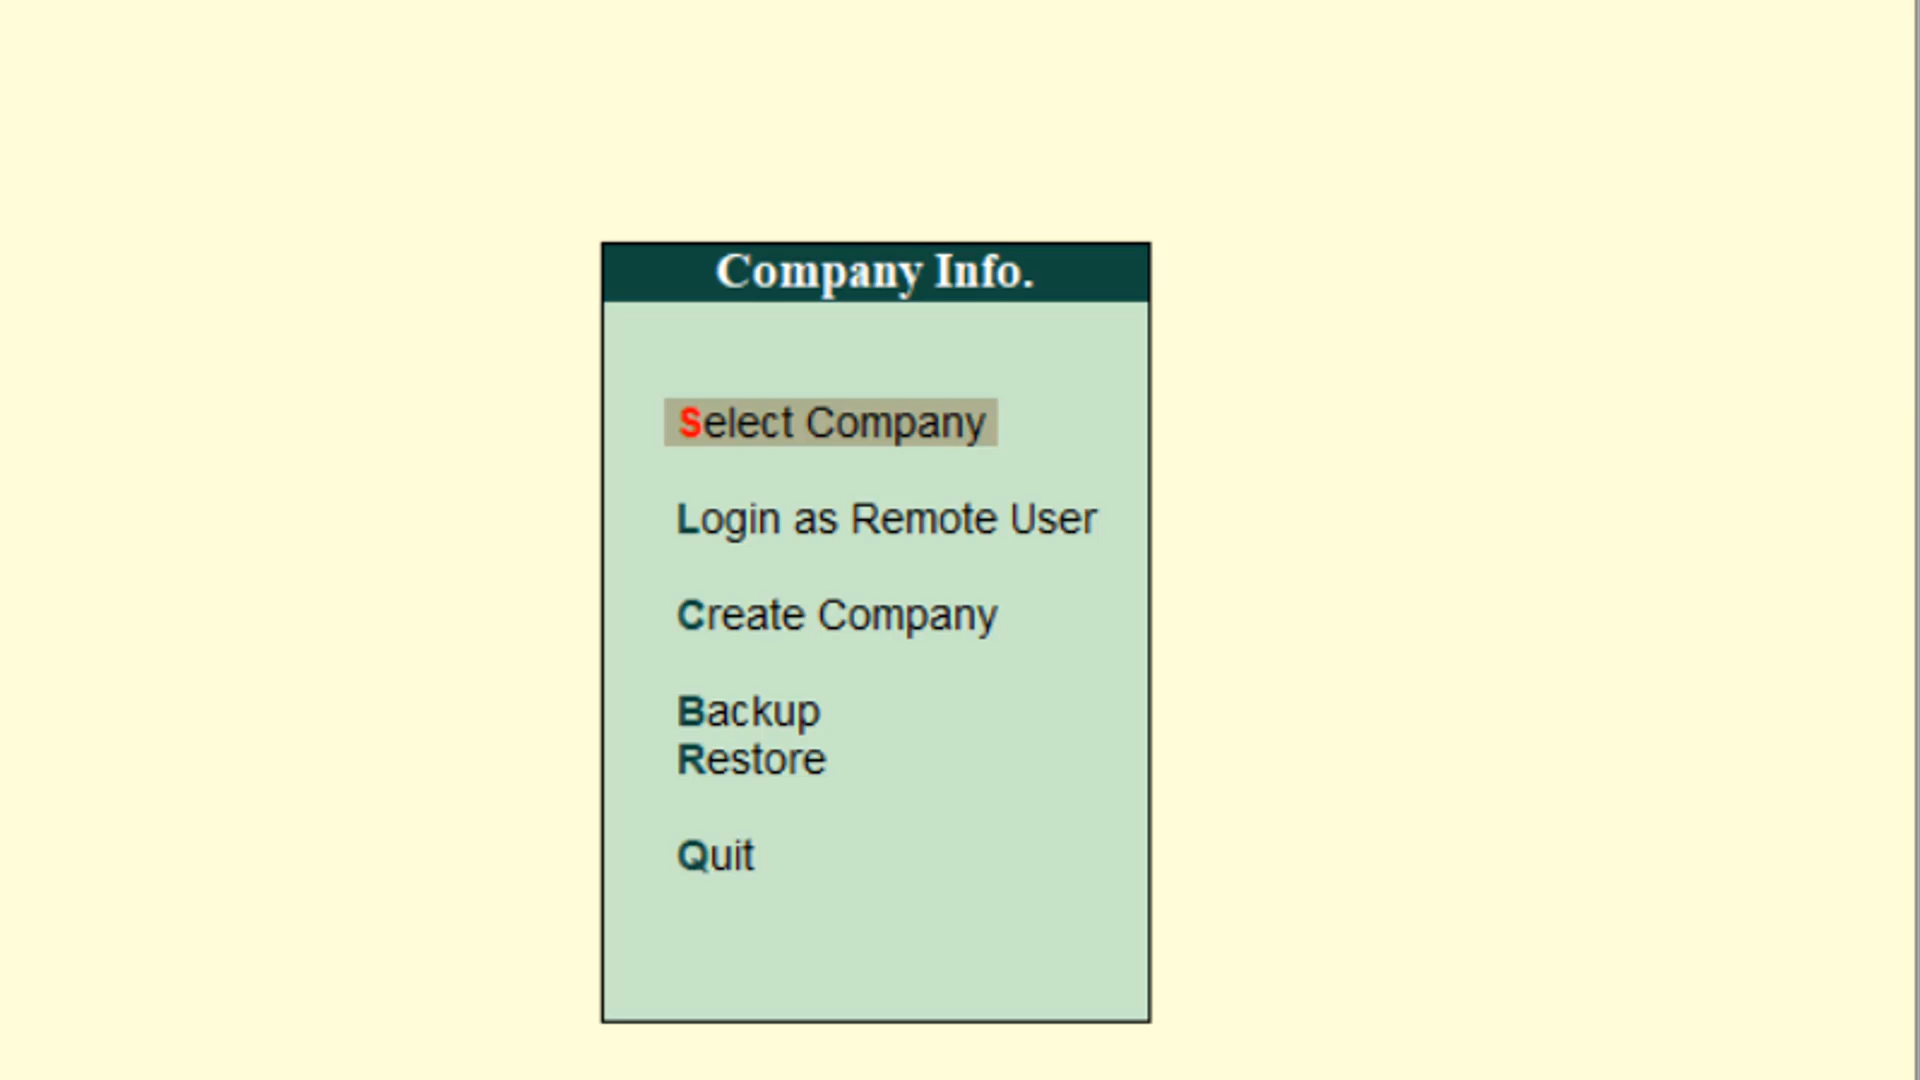 Company Info.
Select Company
Login as Remote User
Create Company
Backup
Restore
Quit